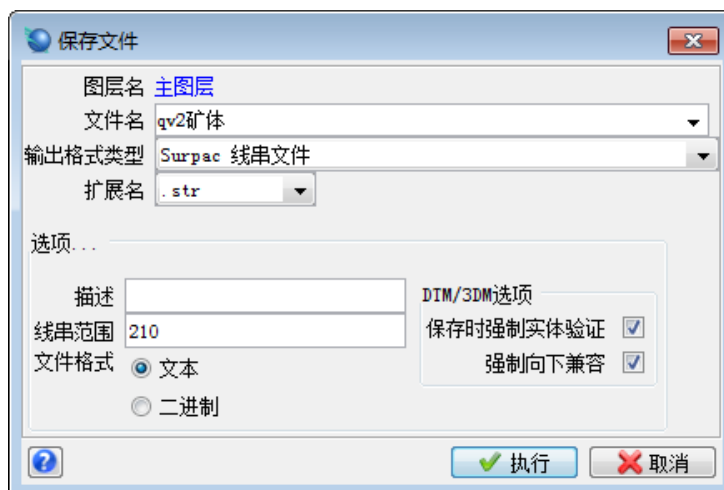 保存文件
图层名 主图层
文件名 qv2矿体
输出格式类型 Surpac 线串文件
扩展名 .str
选项...
描述
DTM/3DM选项
线串范围 210
保存时强制实体验证
文件格式 文本
强制向下兼容
二进制
执行 取消